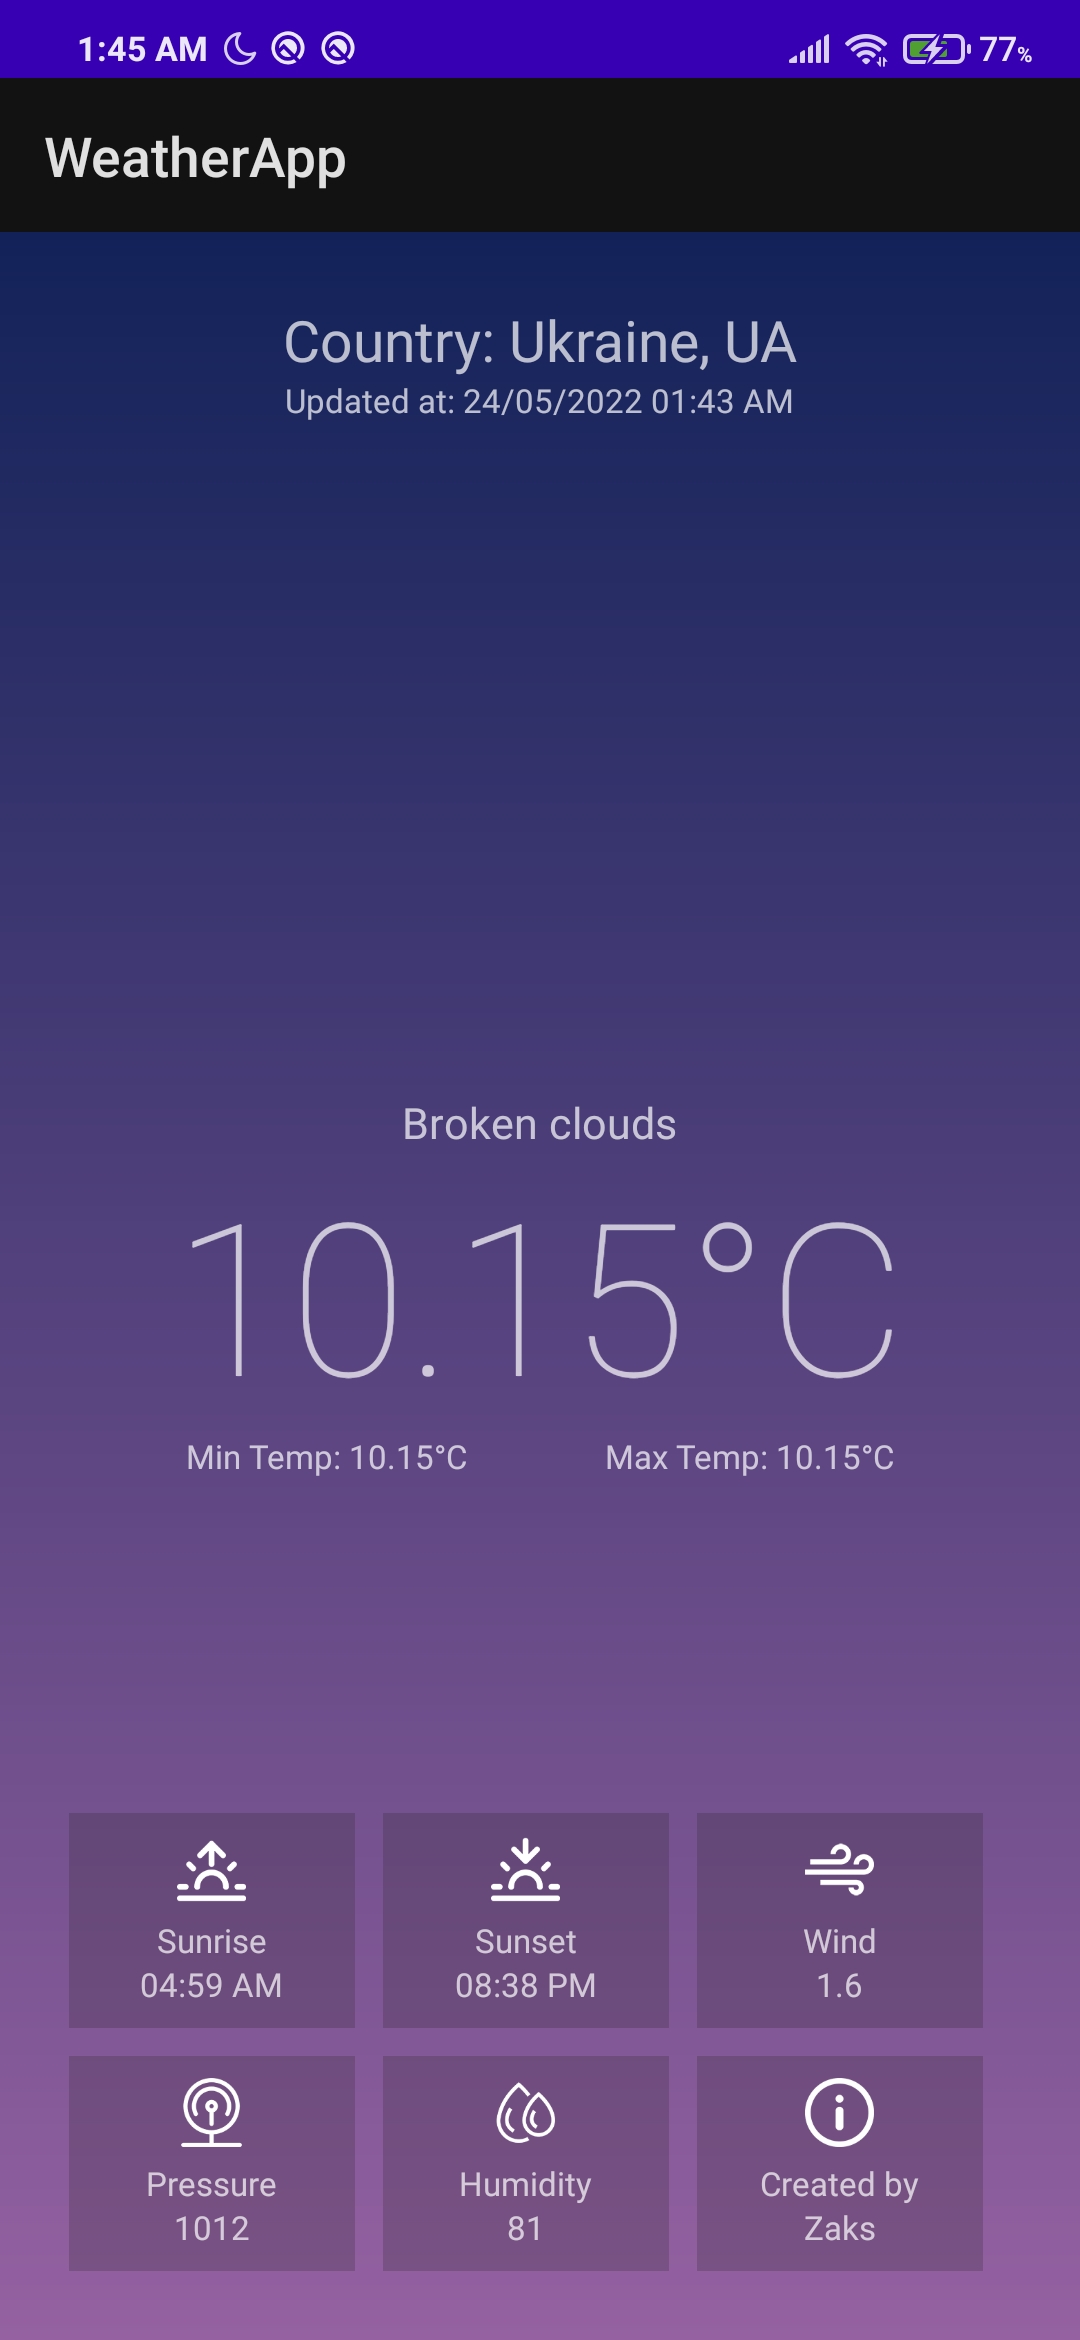 1:45 AM 77%
WeatherApp
Country: Ukraine, UA
Updated at: 24/05/2022 01:43 AM
Broken clouds
10.15°C
Min Temp: 10.15°C Max Temp: 10.15°C
Sunrise
04:59 AM
Sunset
08:38 PM
Wind
1.6
Pressure
1012
Humidity
81
Created by
Zaks